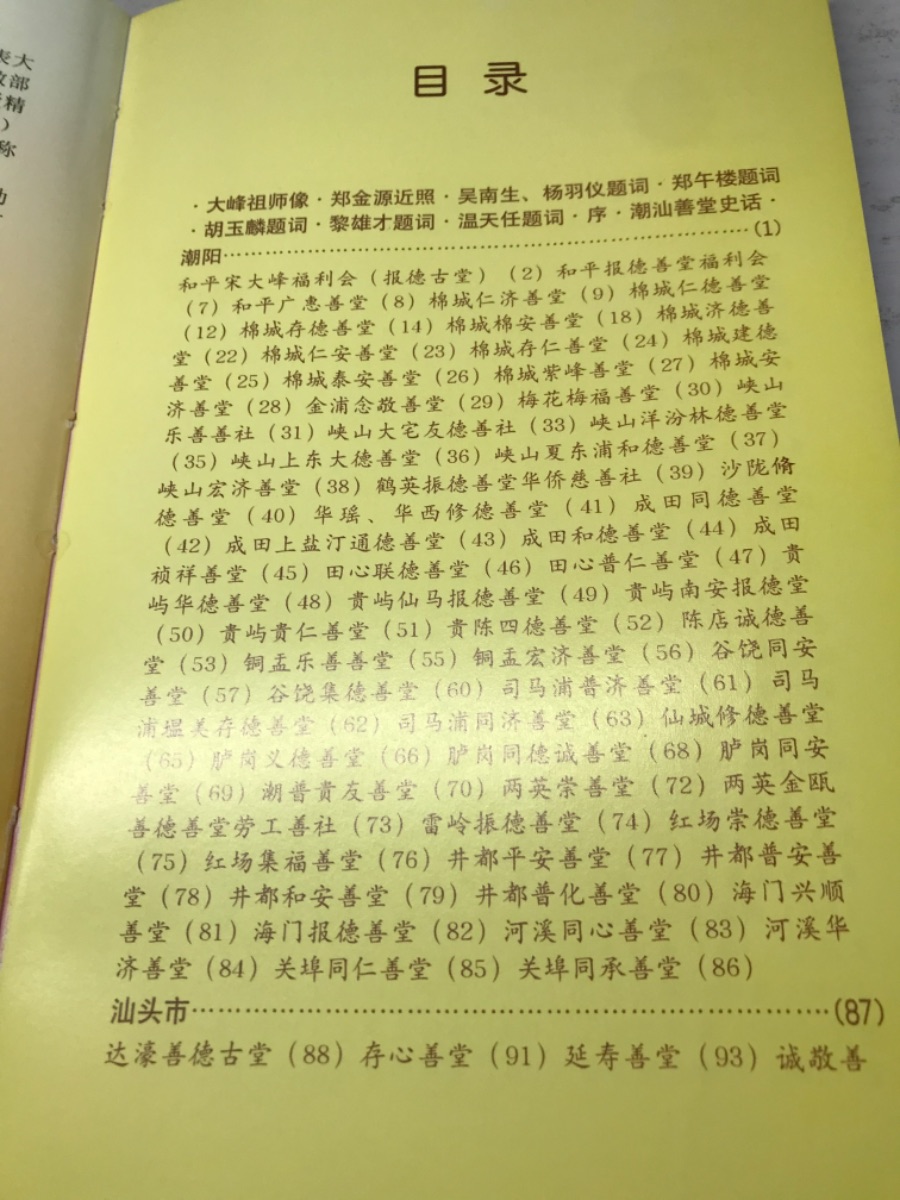 表大
部
精
)
称
目录
·大峰祖师像·郑金源近照·吴南生、杨羽仪题词·郑午楼题词
·胡玉麟题词·黎雄才题词·温天任题词·序·潮汕善堂史话·
潮阳……………………………………………………(1)
和平宋大峰福利会（报德古堂）(2) 和平报德善堂福利会
(7) 和平广惠善堂 (8) 棉城仁济善堂 (9) 棉城仁德善堂
(12) 棉城存德善堂 (14) 棉城棉安善堂 (18) 棉城济德善
堂 (22) 棉城仁安善堂 (23) 棉城存仁善堂 (24) 棉城建德
善堂 (25) 棉城泰安善堂 (26) 棉城紫峰善堂 (27) 棉城安
济善堂 (28) 金浦念敬善堂 (29) 梅花梅福善堂 (30) 峡山
乐善善社 (31) 峡山大宅友德善社 (33) 峡山洋汾林德善堂
(35) 峡山上东大德善堂 (36) 峡山夏东浦和德善堂 (37)
峡山宏济善堂 (38) 鹤英振德善堂华侨慈善社 (39) 沙陇脩
德善堂 (40) 华瑶、华西修德善堂 (41) 成田同德善堂
(42) 成田上盐汀通德善堂 (43) 成田和德善堂 (44) 成田
祯祥善堂 (45) 田心联德善堂 (46) 田心普仁善堂 (47) 贵
屿华德善堂 (48) 贵屿仙马报德善堂 (49) 贵屿南安报德堂
(50) 贵屿贵仁善堂 (51) 贵陈四德善堂 (52) 陈店诚德善
堂 (53) 铜盂乐善善堂 (55) 铜盂宏济善堂 (56) 谷饶同安
善堂 (57) 谷饶集德善堂 (60) 司马浦普济善堂 (61) 司马
浦塭美存德善堂 (62) 司马浦同济善堂 (63) 仙城修德善堂
(65) 胪岗义德善堂 (66) 胪岗同德诚善堂 (68) 胪岗同安
善堂 (69) 潮普贵友善堂 (70) 两英崇善堂 (72) 两英金瓯
善德善堂劳工善社 (73) 雷岭振德善堂 (74) 红场崇德善堂
(75) 红场集福善堂 (76) 井都平安善堂 (77) 井都普安善
堂 (78) 井都和安善堂 (79) 井都普化善堂 (80) 海门兴顺
善堂 (81) 海门报德善堂 (82) 河溪同心善堂 (83) 河溪华
济善堂 (84) 关埠同仁善堂 (85) 关埠同承善堂 (86)
汕头市……………………………………………………(87)
达濠善德古堂 (88) 存心善堂 (91) 延寿善堂 (93) 诚敬善